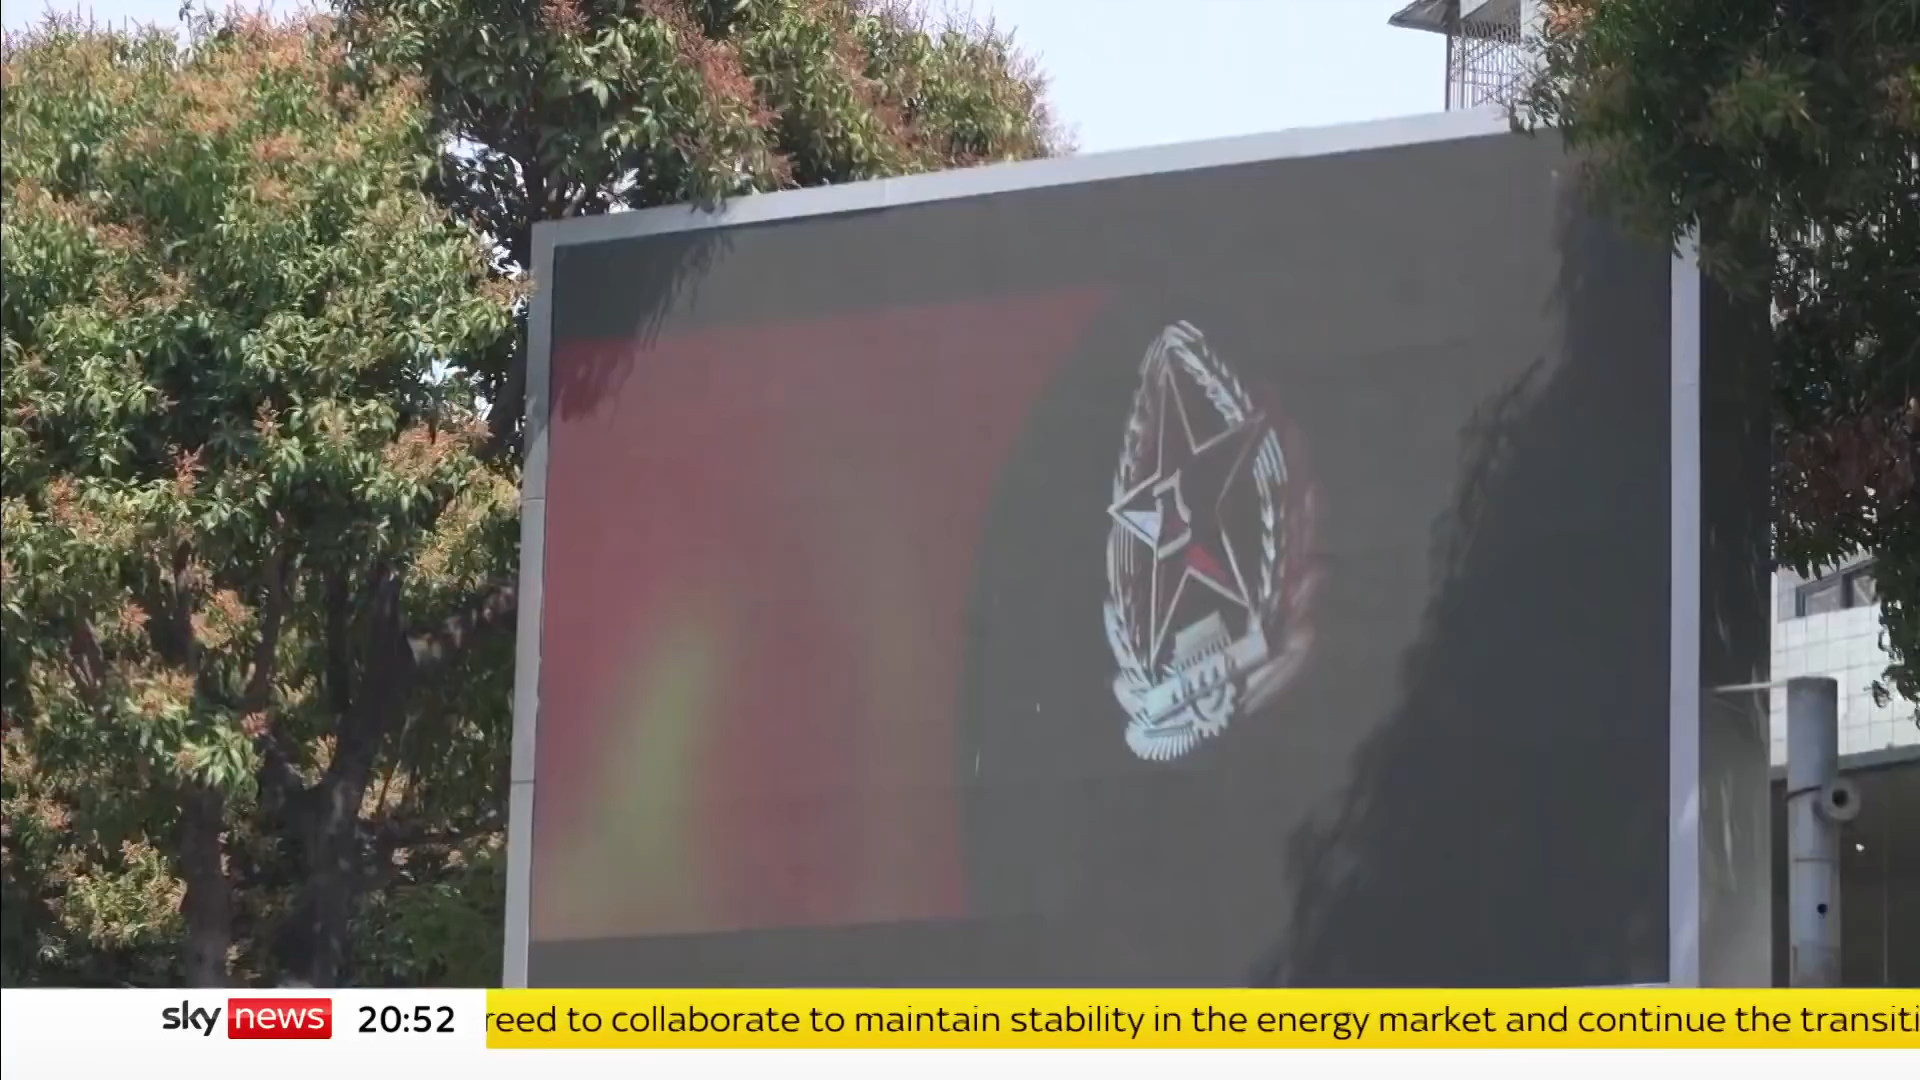 sky news 20:52 reed to collaborate to maintain stability in the energy market and continue the transiti